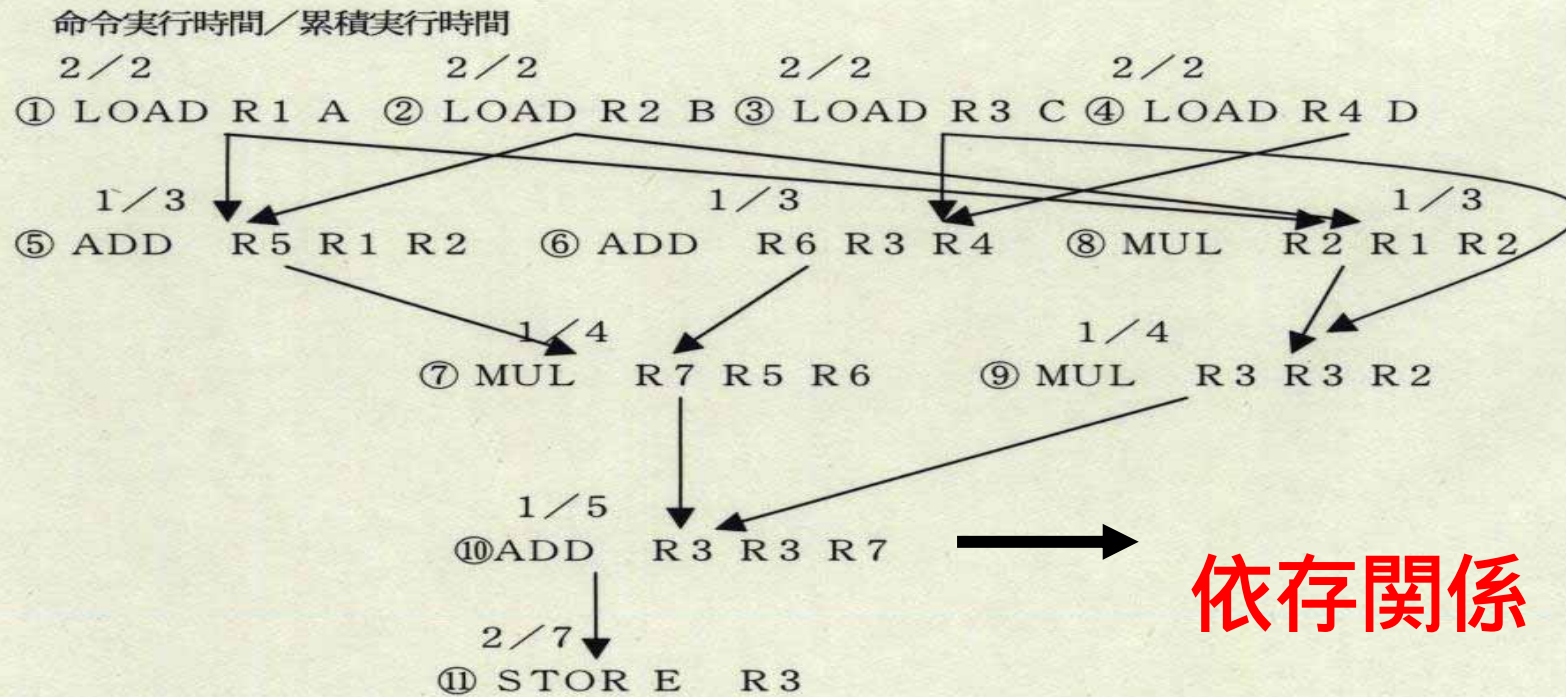 命令実行時間／累積実行時間
2／2 2／2 2／2 2／2
① LOAD R1 A ② LOAD R2 B ③ LOAD R3 C ④ LOAD R4 D
1／3 1／3 1／3
⑤ ADD R5 R1 R2 ⑥ ADD R6 R3 R4 ⑧ MUL R2 R1 R2
1／4 1／4
⑦ MUL R7 R5 R6 ⑨ MUL R3 R3 R2
1／5
⑩ADD R3 R3 R7
依存関係
2／7
⑪ STOR E R3